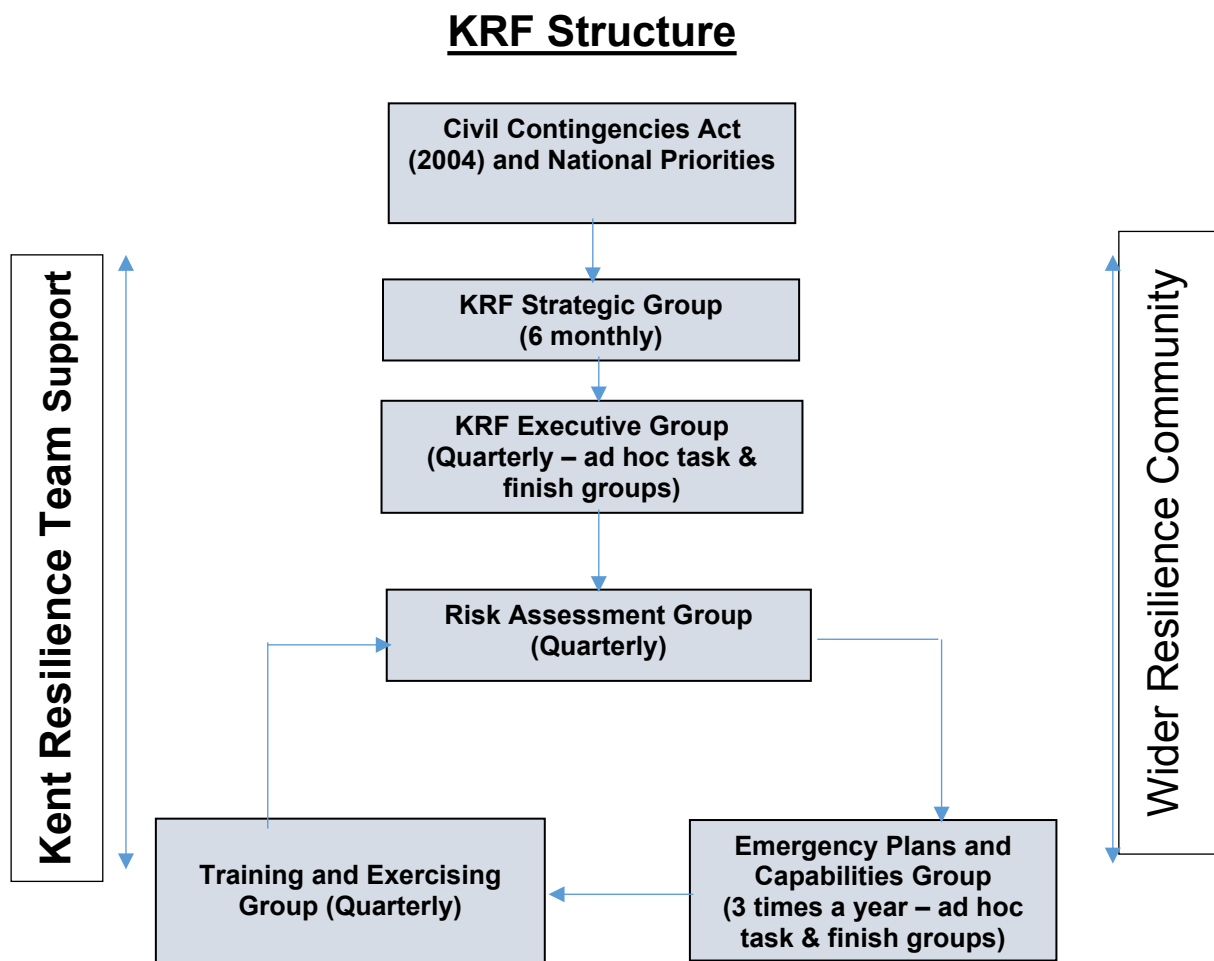 KRF Structure
Civil Contingencies Act
(2004) and National Priorities
KRF Strategic Group
(6 monthly)
KRF Executive Group
(Quarterly – ad hoc task &
finish groups)
Risk Assessment Group
(Quarterly)
Emergency Plans and
Capabilities Group
(3 times a year – ad hoc
task & finish groups)
Training and Exercising
Group (Quarterly)
Kent Resilience Team Support
Wider Resilience Community